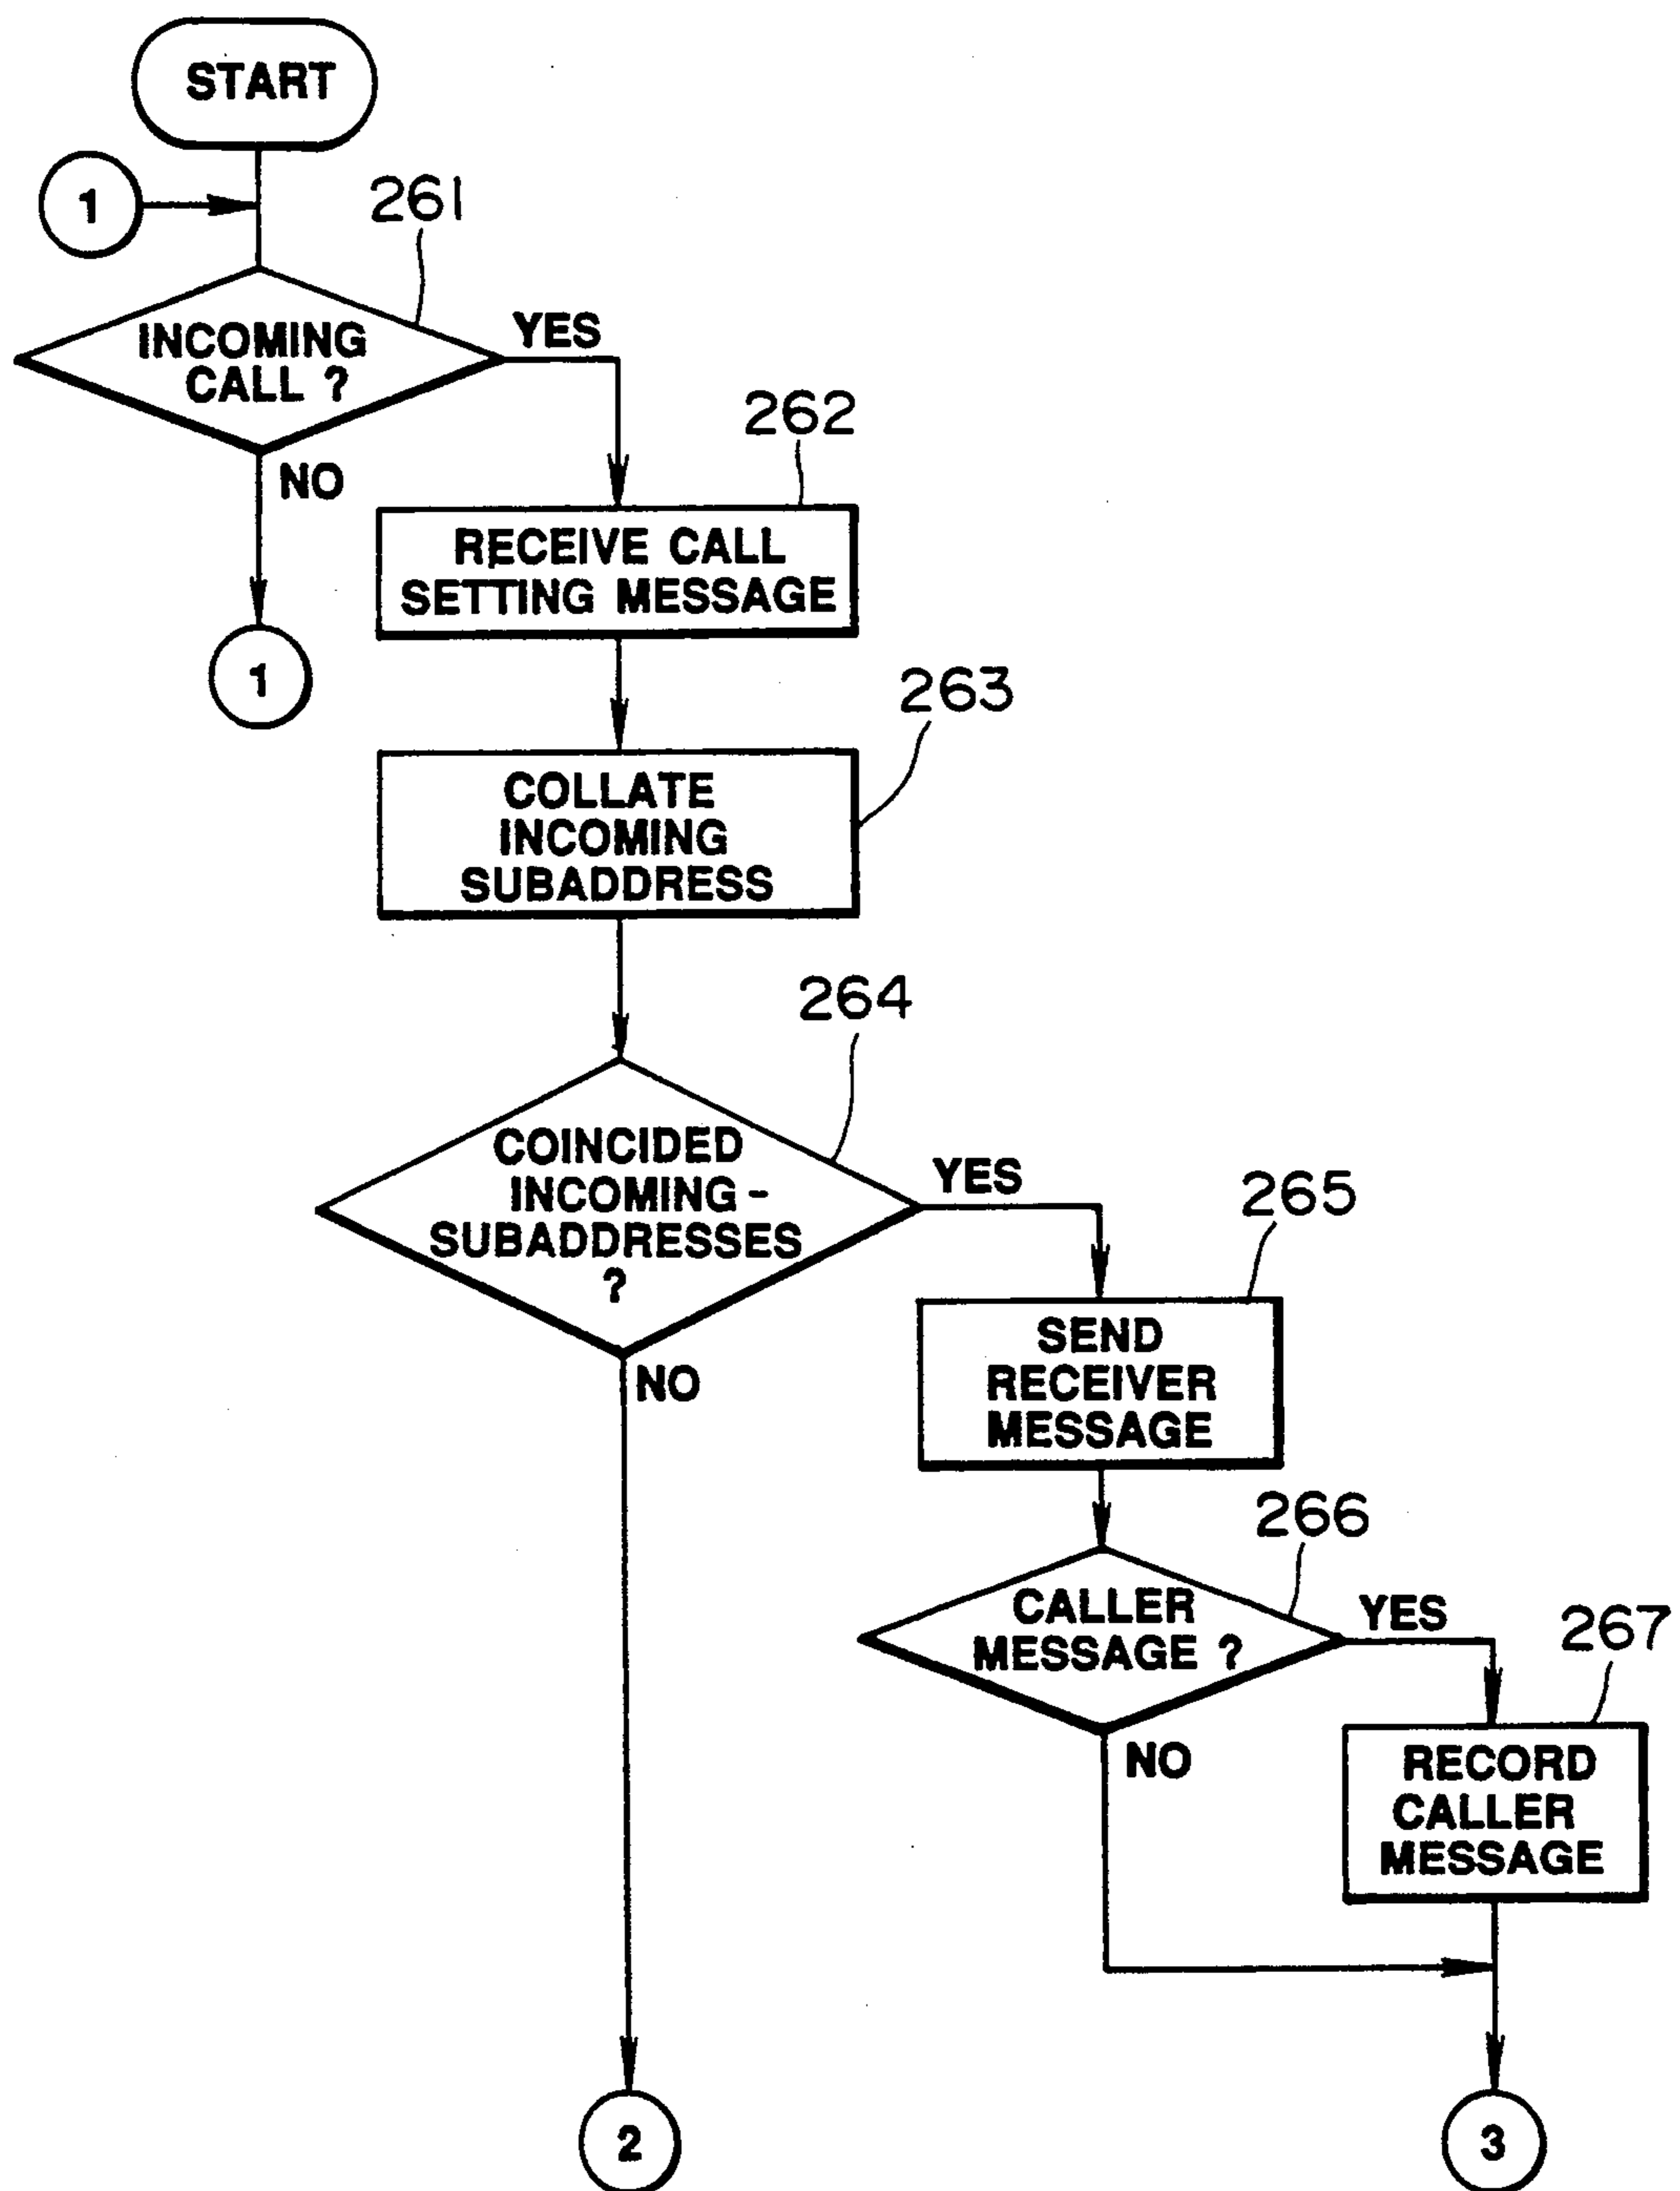 START
1
261
INCOMING
CALL ?
YES
NO
1
262
RECEIVE CALL
SETTING MESSAGE
263
COLLATE
INCOMING
SUBADDRESS
264
COINCIDED
INCOMING -
SUBADDRESSES
?
YES
NO
265
SEND
RECEIVER
MESSAGE
266
CALLER
MESSAGE ?
YES
NO
267
RECORD
CALLER
MESSAGE
2
3